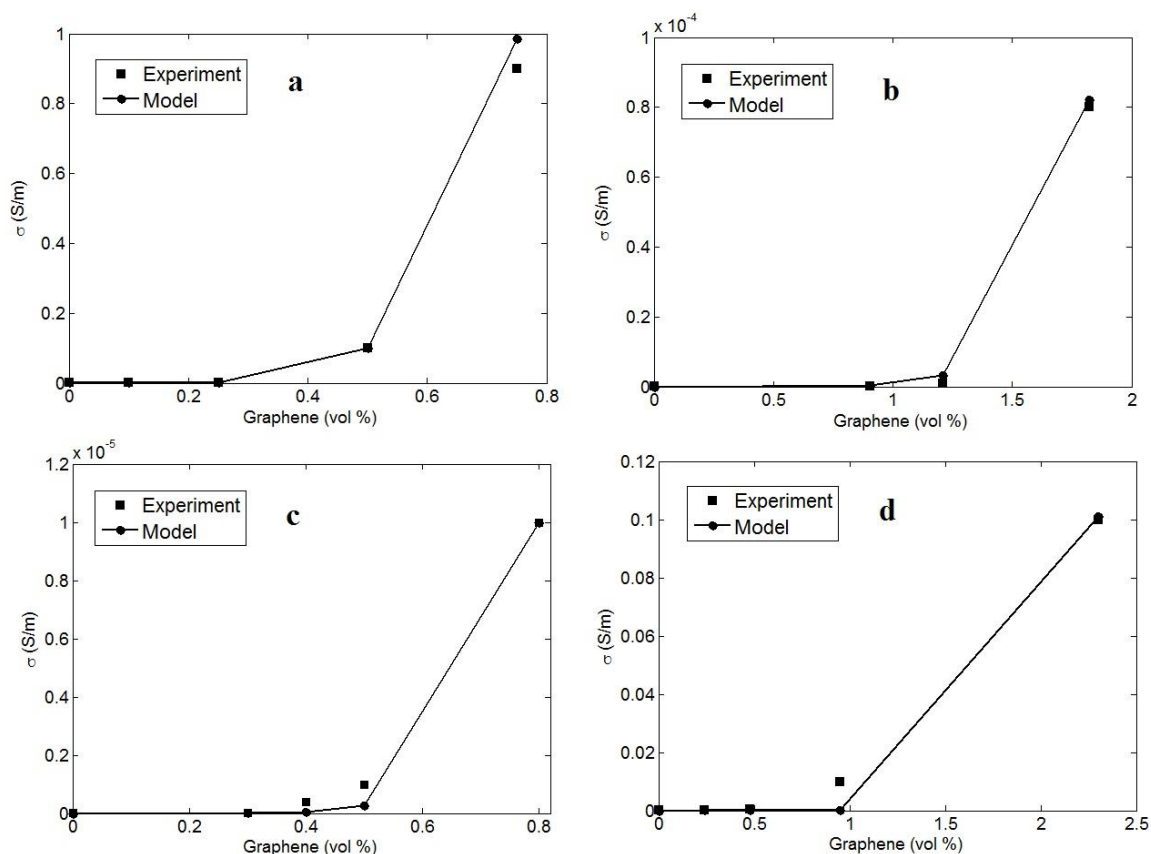 a
Experiment
Model
1
0.8
0.6
0.4
0.2
0
σ (S/m)
0 0.2 0.4 0.6 0.8
Graphene (vol %)
b
x 10-4
Experiment
Model
1
0.8
0.6
0.4
0.2
0
σ (S/m)
0 0.5 1 1.5 2
Graphene (vol %)
c
x 10-5
Experiment
Model
1.2
1
0.8
0.6
0.4
0.2
0
σ (S/m)
0 0.2 0.4 0.6 0.8
Graphene (vol %)
d
Experiment
Model
0.12
0.1
0.08
0.06
0.04
0.02
0
σ (S/m)
0 0.5 1 1.5 2 2.5
Graphene (vol %)